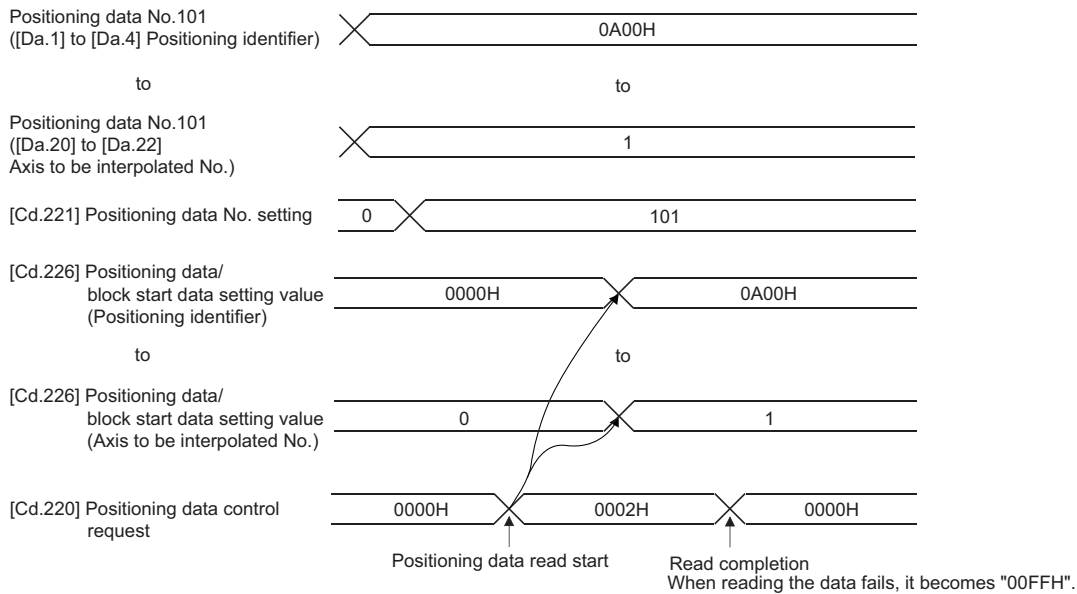 Positioning data No.101
([Da.1] to [Da.4] Positioning identifier)
0A00H
to
to
Positioning data No.101
([Da.20] to [Da.22]
Axis to be interpolated No.)
1
[Cd.221] Positioning data No. setting
0
101
[Cd.226] Positioning data/
block start data setting value
(Positioning identifier)
0000H
0A00H
to
to
[Cd.226] Positioning data/
block start data setting value
(Axis to be interpolated No.)
0
1
[Cd.220] Positioning data control
request
0000H
0002H
0000H
Positioning data read start
Read completion
When reading the data fails, it becomes "00FFH".